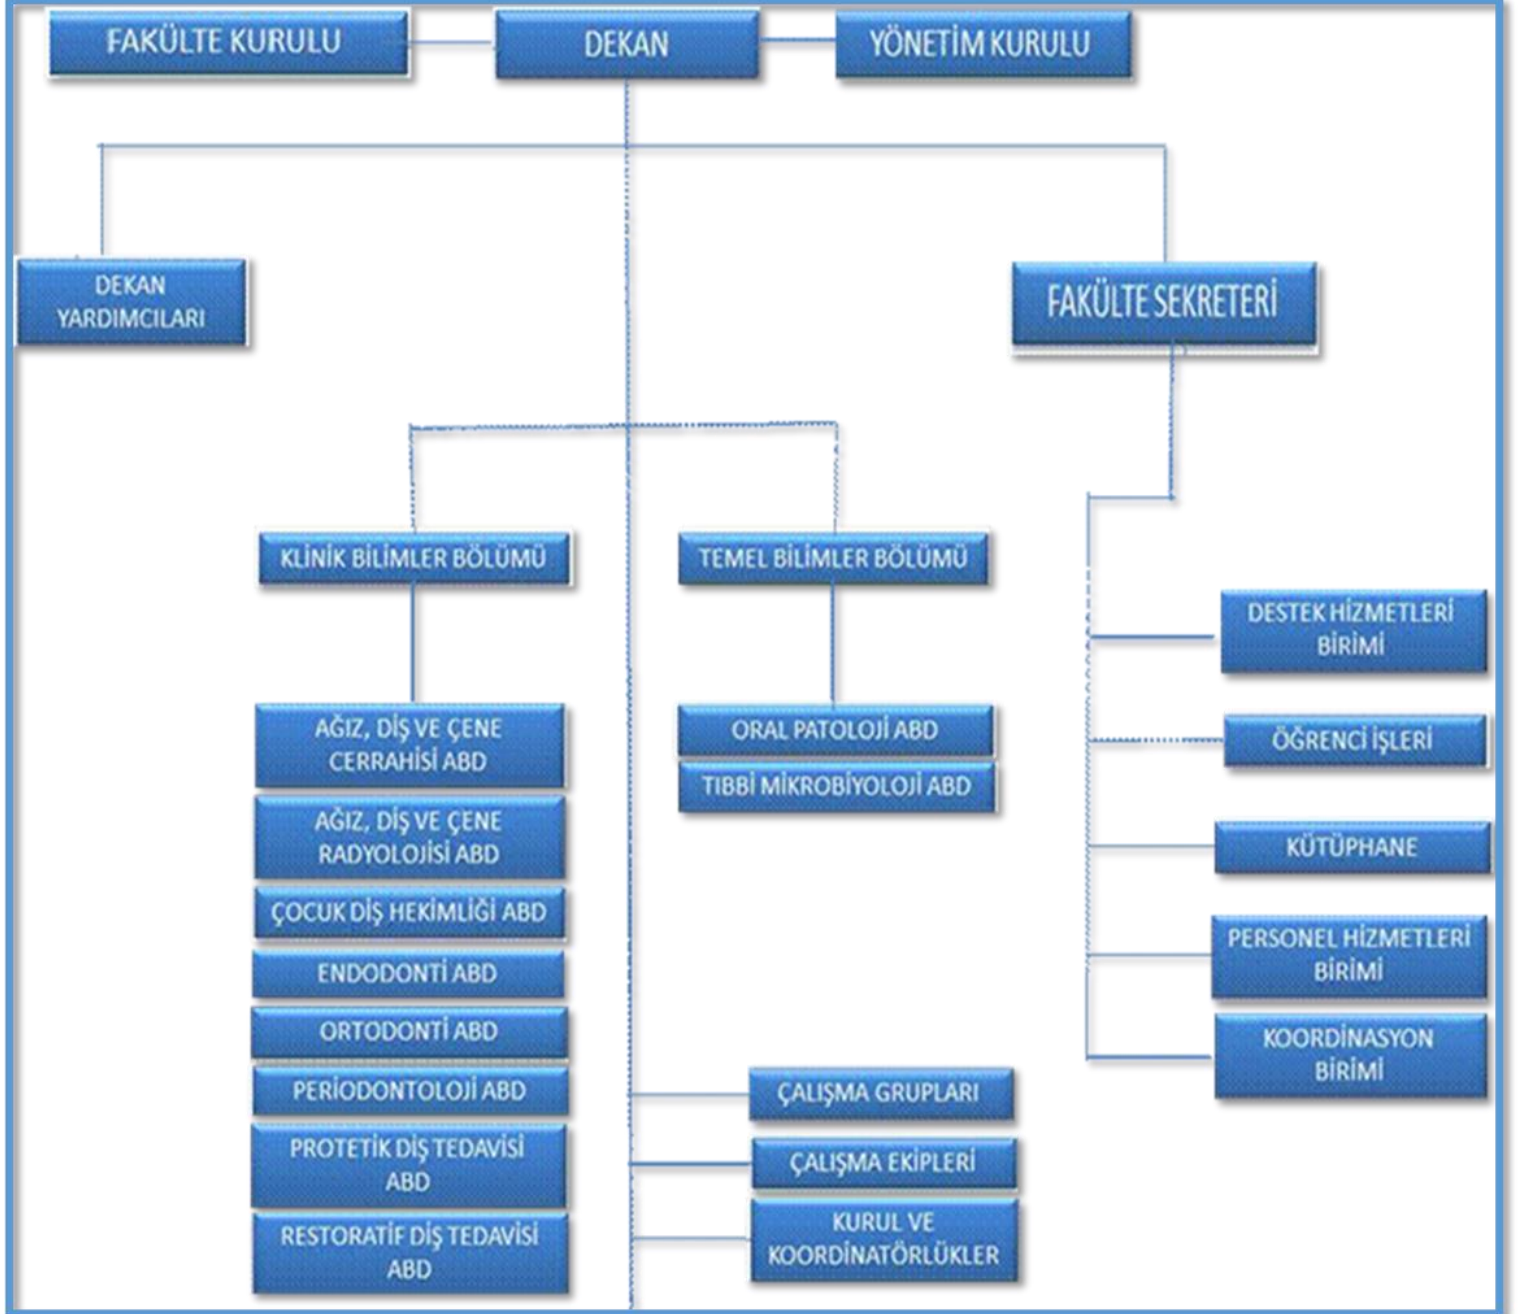 FAKÜLTE KURULU
DEKAN
YÖNETİM KURULU
DEKAN
YARDIMCILARI
FAKÜLTE SEKRETERİ
KLİNİK BİLİMLER BÖLÜMÜ
TEMEL BİLİMLER BÖLÜMÜ
AĞIZ, DİŞ VE ÇENE
CERRAHİSİ ABD
AĞIZ, DİŞ VE ÇENE
RADYOLOJİSİ ABD
ÇOCUK DİŞ HEKİMLİĞİ ABD
ENDODONTİ ABD
ORTODONTİ ABD
PERİODONTOLOJİ ABD
PROTETİK DİŞ TEDAVİSİ
ABD
RESTORATİF DİŞ TEDAVİSİ
ABD
ORAL PATOLOJİ ABD
TIBBİ MİKROBİYOLOJİ ABD
ÇALIŞMA GRUPLARI
ÇALIŞMA EKİPLERİ
KURUL VE
KOORDİNATÖRLÜKLER
DESTEK HİZMETLERİ
BİRİMİ
ÖĞRENCİ İŞLERİ
KÜTÜPHANE
PERSONEL HİZMETLERİ
BİRİMİ
KOORDİNASYON
BİRİMİ